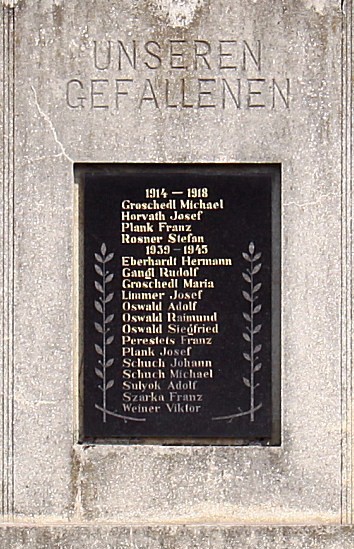 UNSEREN
GEFALLENEN
1914 — 1918
Groschedl Michael
Horvath Josef
Plank Franz
Rosner Stefan
1939 — 1945
Eberhardt Hermann
Gangl Rudolf
Groschedl Maria
Limmer Josef
Oswald Adolf
Oswald Raimund
Oswald Siegfried
Peresteis Franz
Plank Josef
Schuch Johann
Schuch Michael
Sulyok Adolf
Szarka Franz
Weiner Viktor